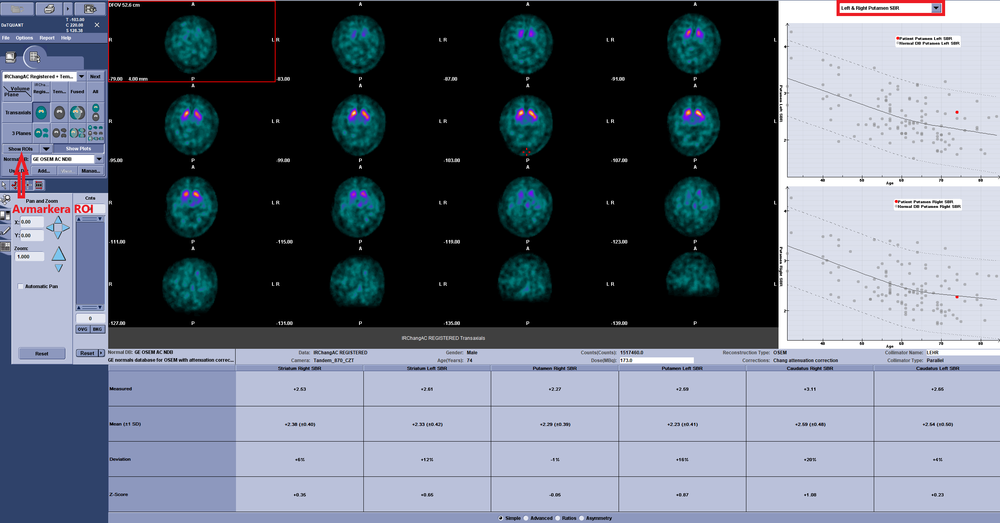 DaTQUANT
T -103.00
C 220.08
S 128.38
File Options Report Help
IRChangAC Registered + Tem... Next
Volume
Plane
IRCha...
Regis... Tem... Fused All
Transaxials
3 Planes
Show ROIs Show Plots
GE OSEM AC NDB
Add... View... Manag...
Pan and Zoom
Cnts
Avmarkera ROI
X: 0.00
Y: 0.00
Zoom:
1.000
Automatic Pan
0
OVG BKG
Reset
Reset
DFOV 52.6 cm
A A A A
R L R L R L R L
-79.00 4.00 mm P -83.00 P -87.00 P -91.00 P
A A A A
R L R L R L R L
-95.00 P -99.00 P -103.00 P -107.00 P
A A A A
R L R L R L R L
-111.00 P -115.00 P -119.00 P -123.00 P
A A A A
R L R L R L R L
-127.00 P -131.00 P -135.00 P -139.00 P
IRChangAC REGISTERED Transaxials
Left & Right Putamen SBR
Patient Putamen Left SBR
Normal DB Putamen Left SBR
4
3
2
Putamen Left SBR
40 50 60 70 80
Age
Patient Putamen Right SBR
Normal DB Putamen Right SBR
4
3
2
Putamen Right SBR
40 50 60 70 80
Age
Normal DB: GE OSEM AC NDB
GE normals database for OSEM with attenuation correc...
Data: IRChangAC REGISTERED Gender: Male Counts(Counts): 1517460.0 Reconstruction Type: OSEM Collimator Name: LEHR
Camera: Tandem_870_CZT Age(Years): 74 Dose(MBq): 173.0 Corrections: Chang attenuation correction Collimator Type: Parallel
Striatum Right SBR Striatum Left SBR Putamen Right SBR Putamen Left SBR Caudatus Right SBR Caudatus Left SBR
Measured +2.53 +2.61 +2.27 +2.59 +3.11 +2.65
Mean (±1 SD) +2.38 (±0.40) +2.33 (±0.42) +2.29 (±0.39) +2.23 (±0.41) +2.59 (±0.48) +2.54 (±0.50)
Deviation +6% +12% -1% +16% +20% +4%
Z-Score +0.35 +0.65 -0.05 +0.87 +1.08 +0.23
Simple Advanced Ratios Asymmetry